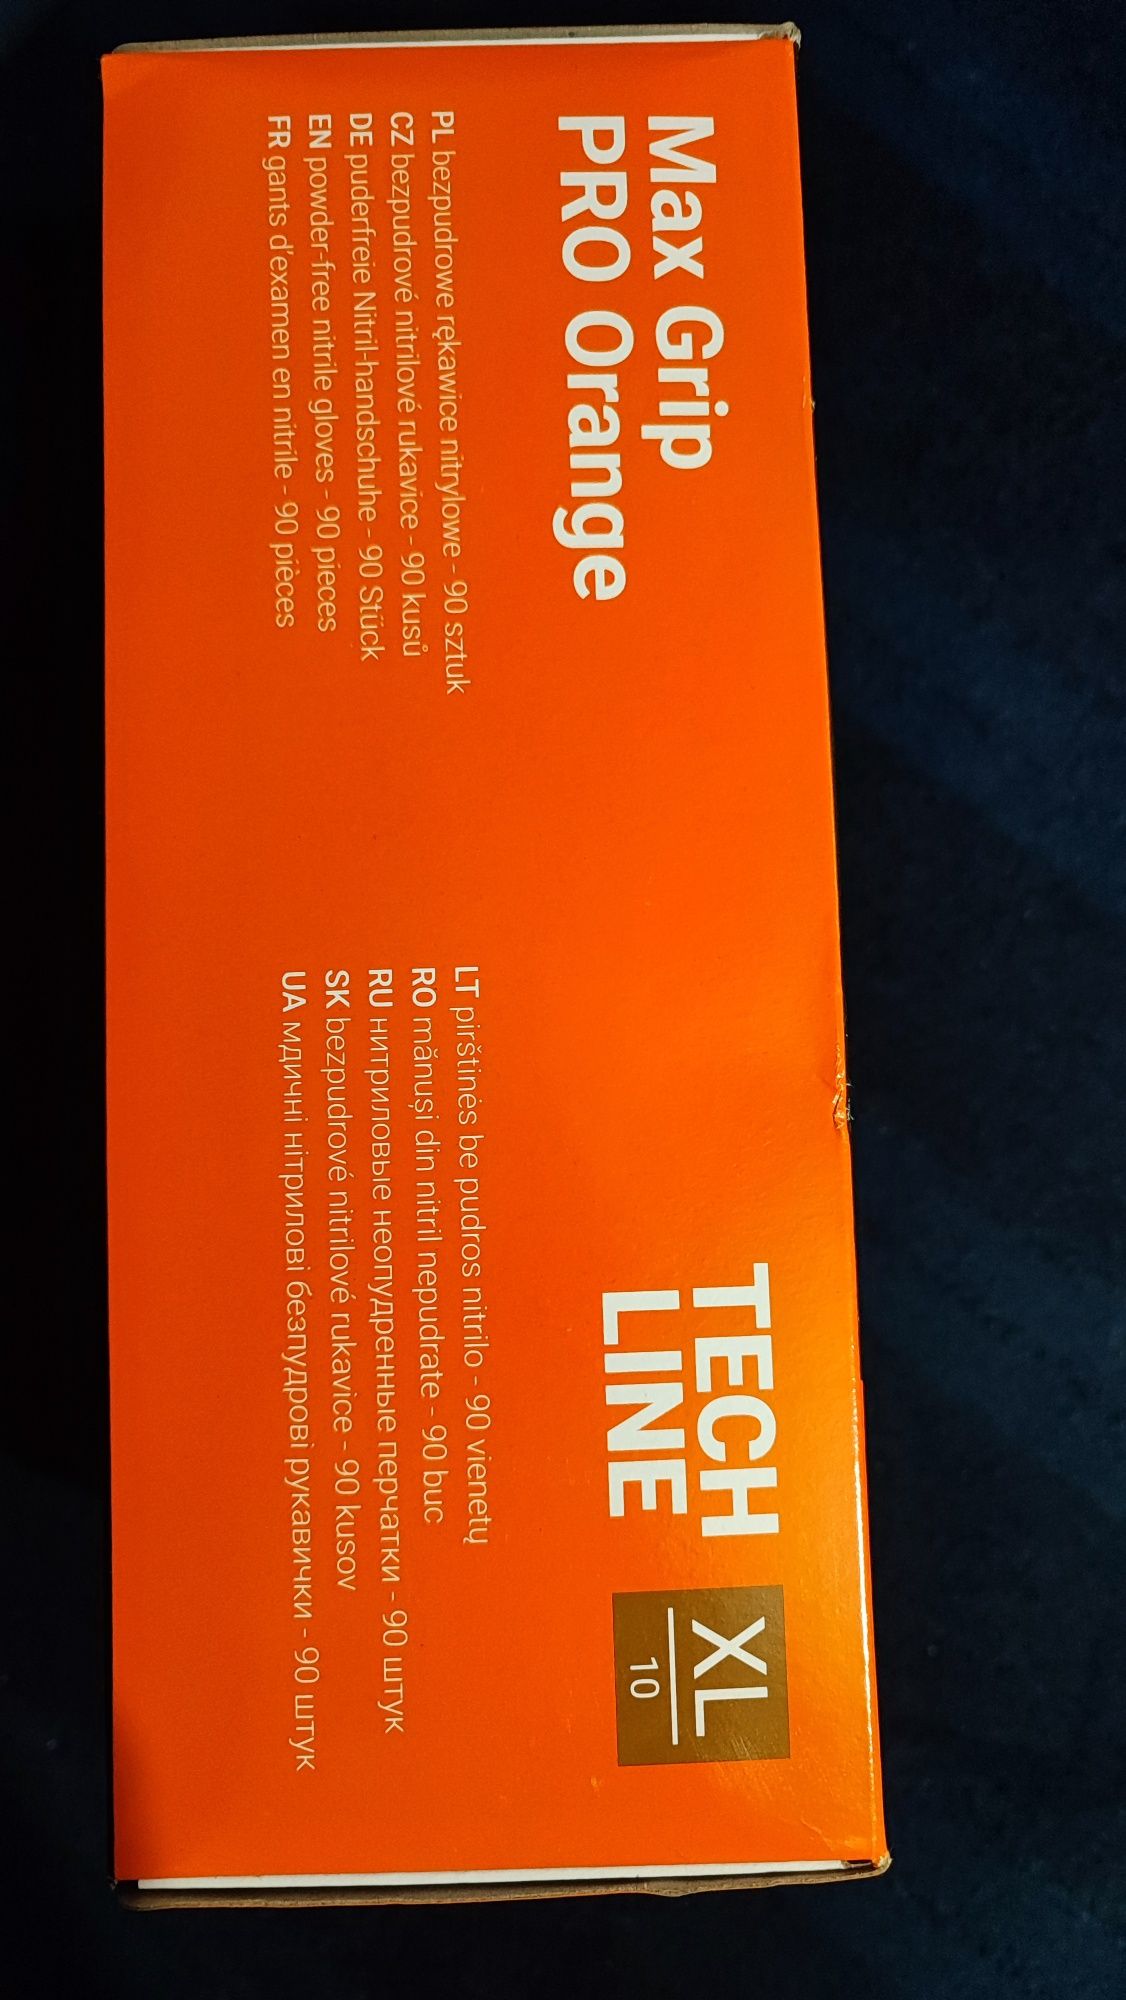 Max Grip
PRO Orange
PL bezpudrowe rękawice nitrylowe - 90 sztuk
CZ bezpudrové nitrilové rukavice - 90 kusů
DE puderfreie Nitril-handschuhe - 90 Stück
EN powder-free nitrile gloves - 90 pieces
FR gants d'examen en nitrile - 90 pièces
TECH
LINE
XL
10
LT pirštinės be pudros nitrilo - 90 vienetų
RO mănuși din nitril nepudrate - 90 buc
RU нитриловые неопудренные перчатки - 90 штук
SK bezpudrové nitrilové rukavice - 90 kusov
UA мдичні нітрилові безпудрові рукавички - 90 штук